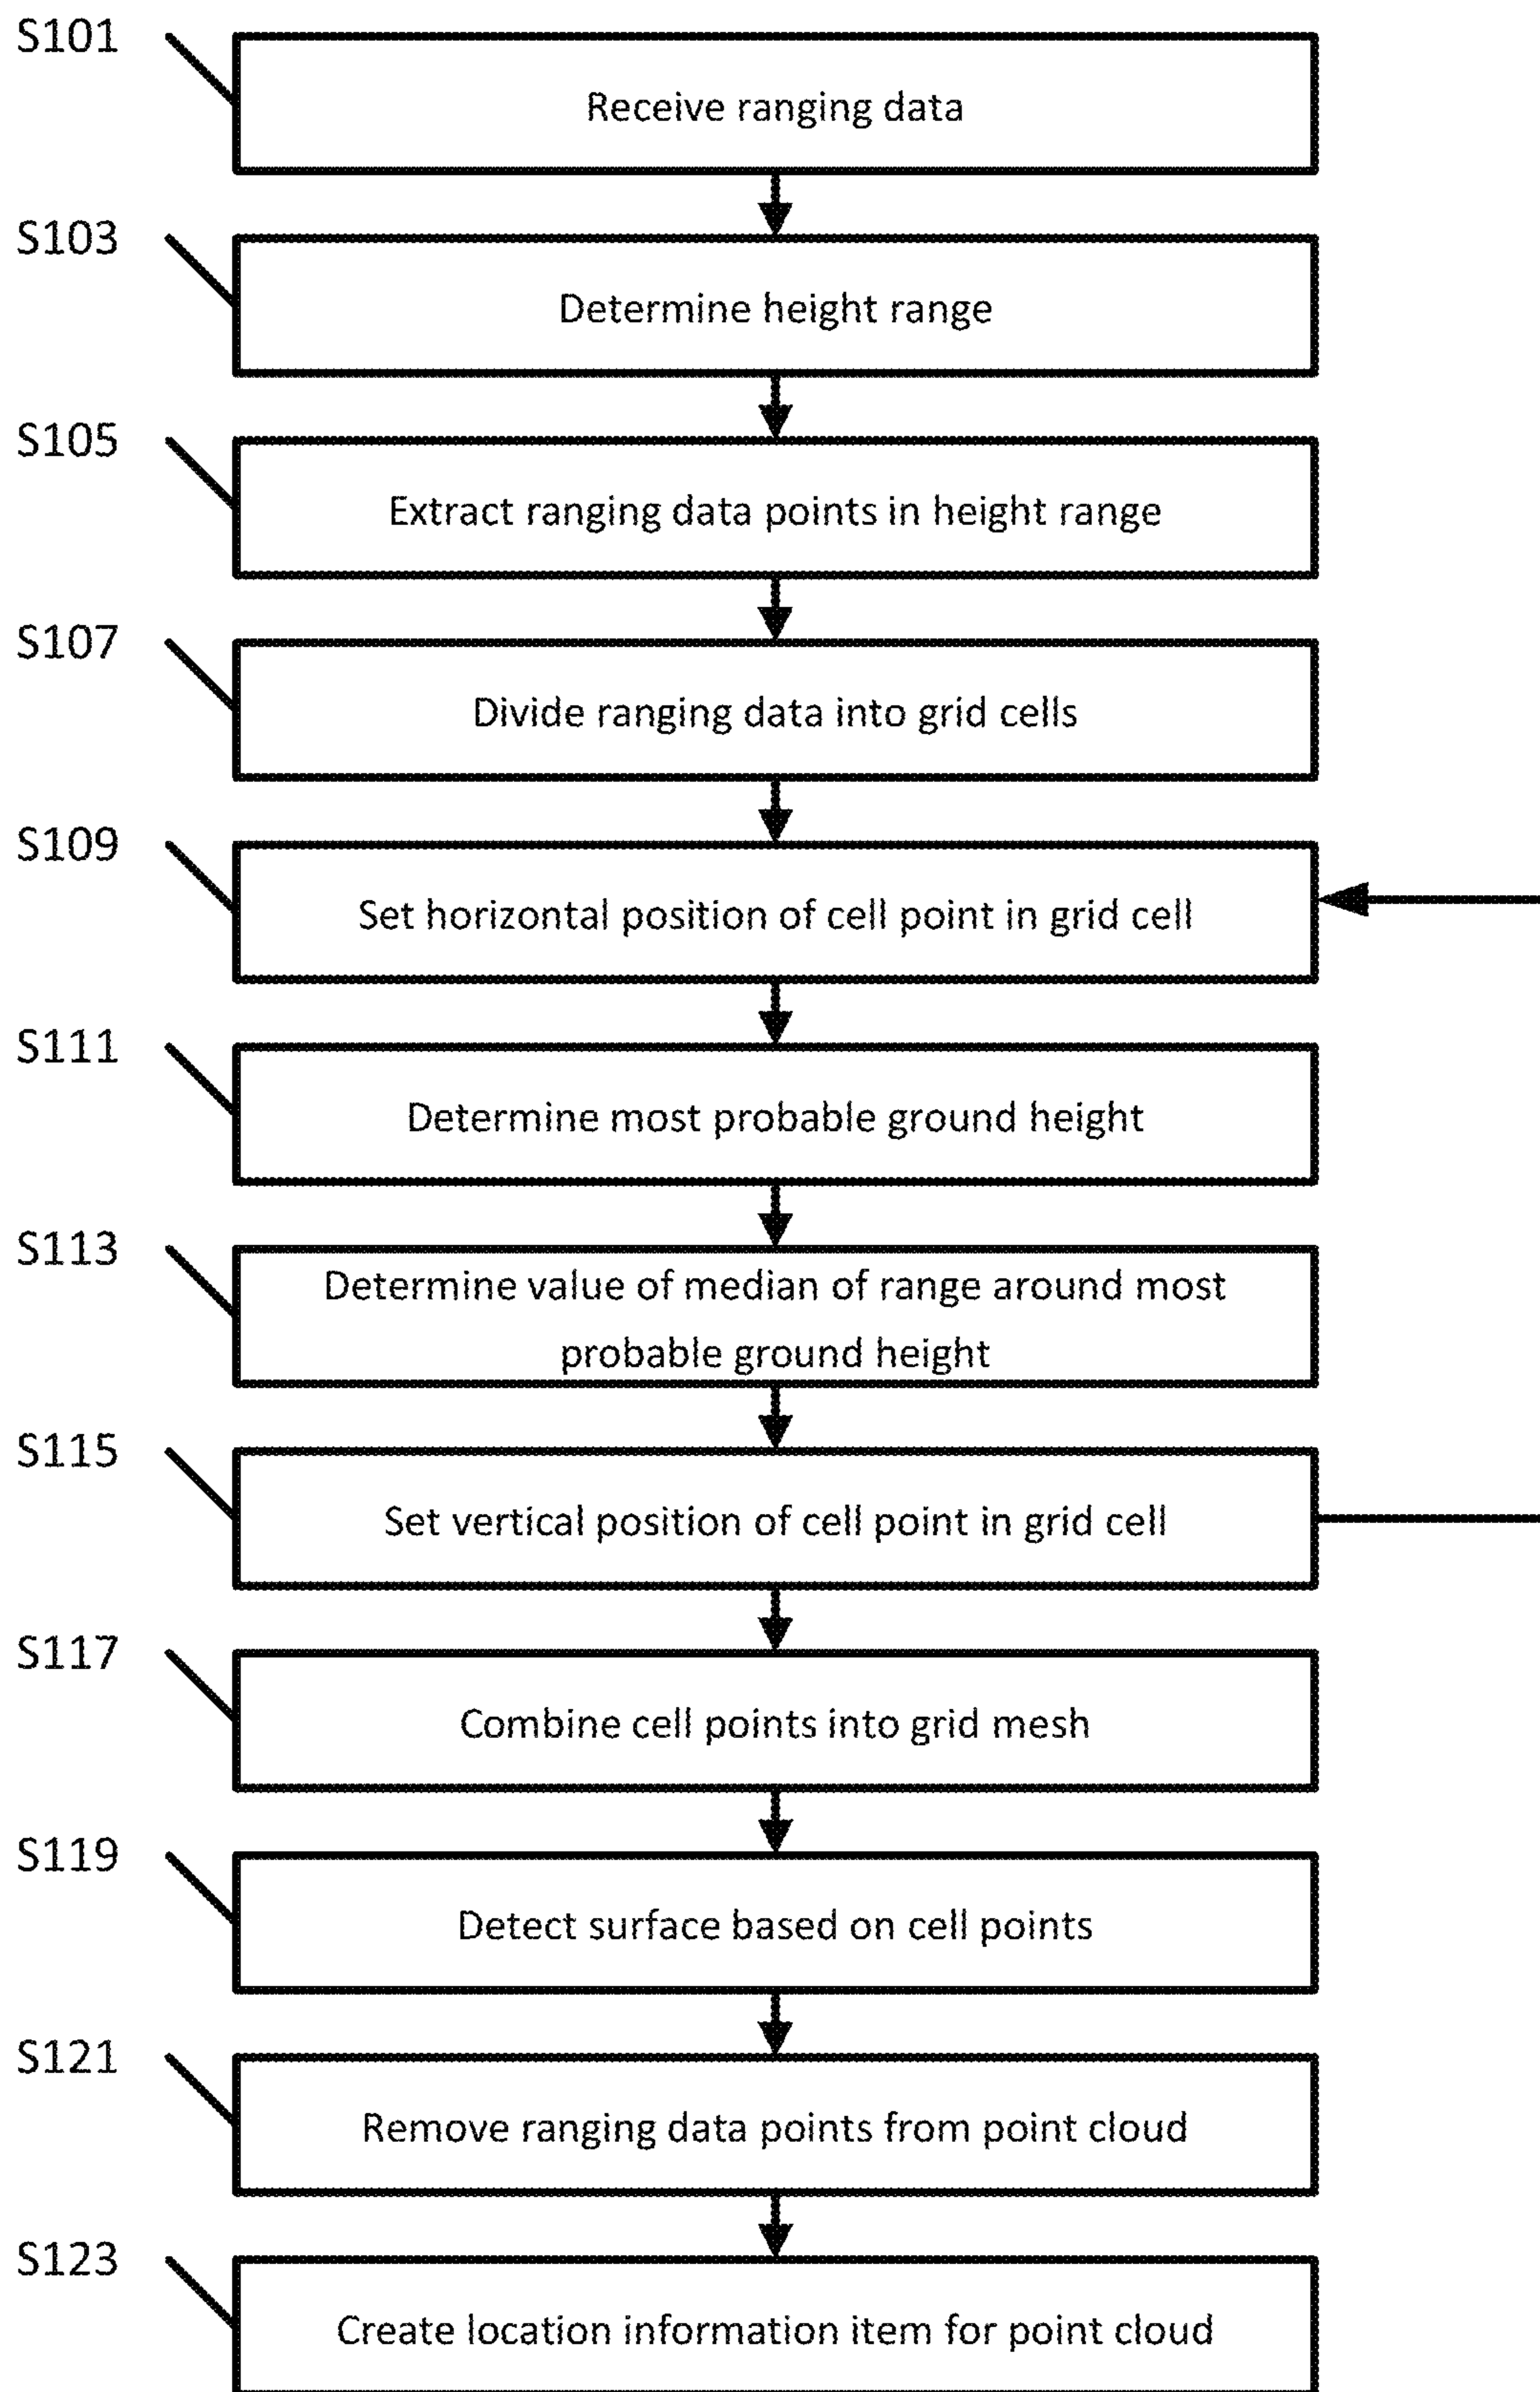 S101
Receive ranging data
S103
Determine height range
S105
Extract ranging data points in height range
S107
Divide ranging data into grid cells
S109
Set horizontal position of cell point in grid cell
S111
Determine most probable ground height
S113
Determine value of median of range around most
probable ground height
S115
Set vertical position of cell point in grid cell
S117
Combine cell points into grid mesh
S119
Detect surface based on cell points
S121
Remove ranging data points from point cloud
S123
Create location information item for point cloud